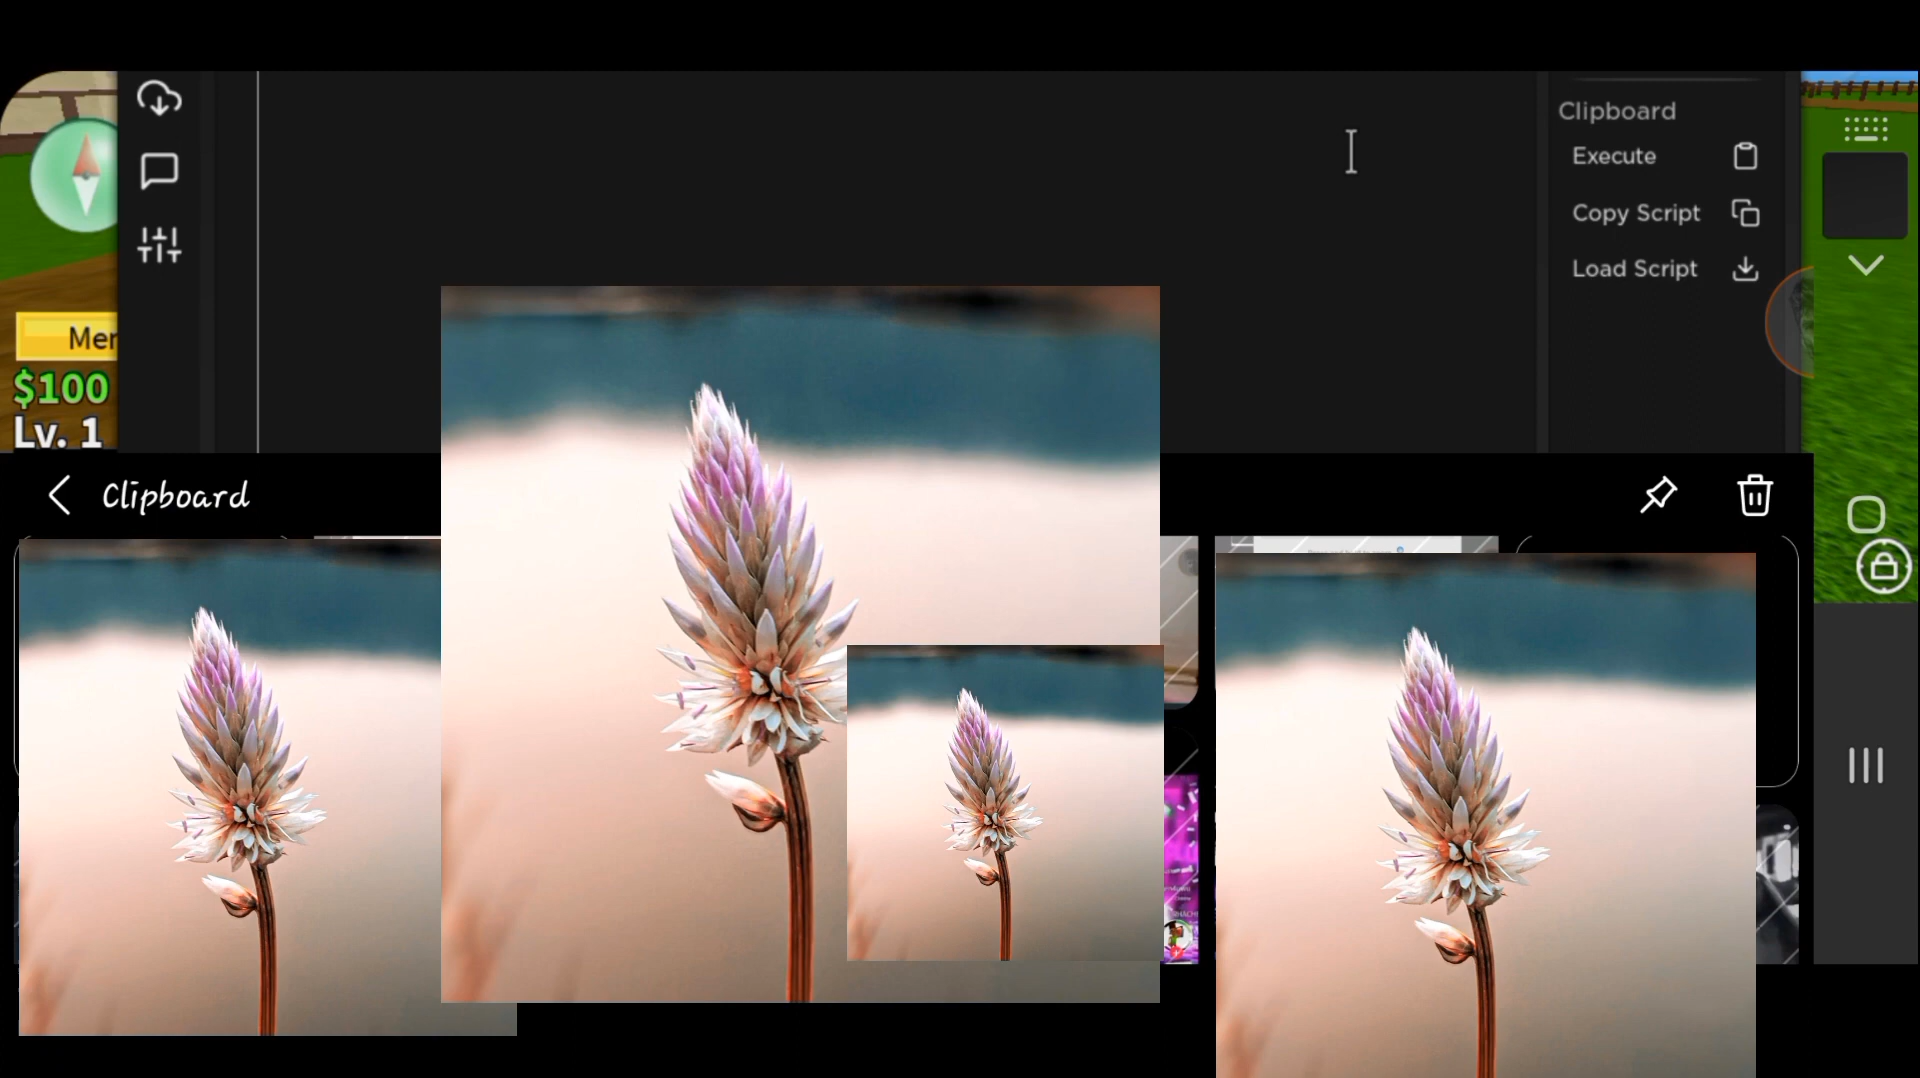 Clipboard
Execute
Copy Script
Load Script
Mer
$100
Lv. 1
Clipboard